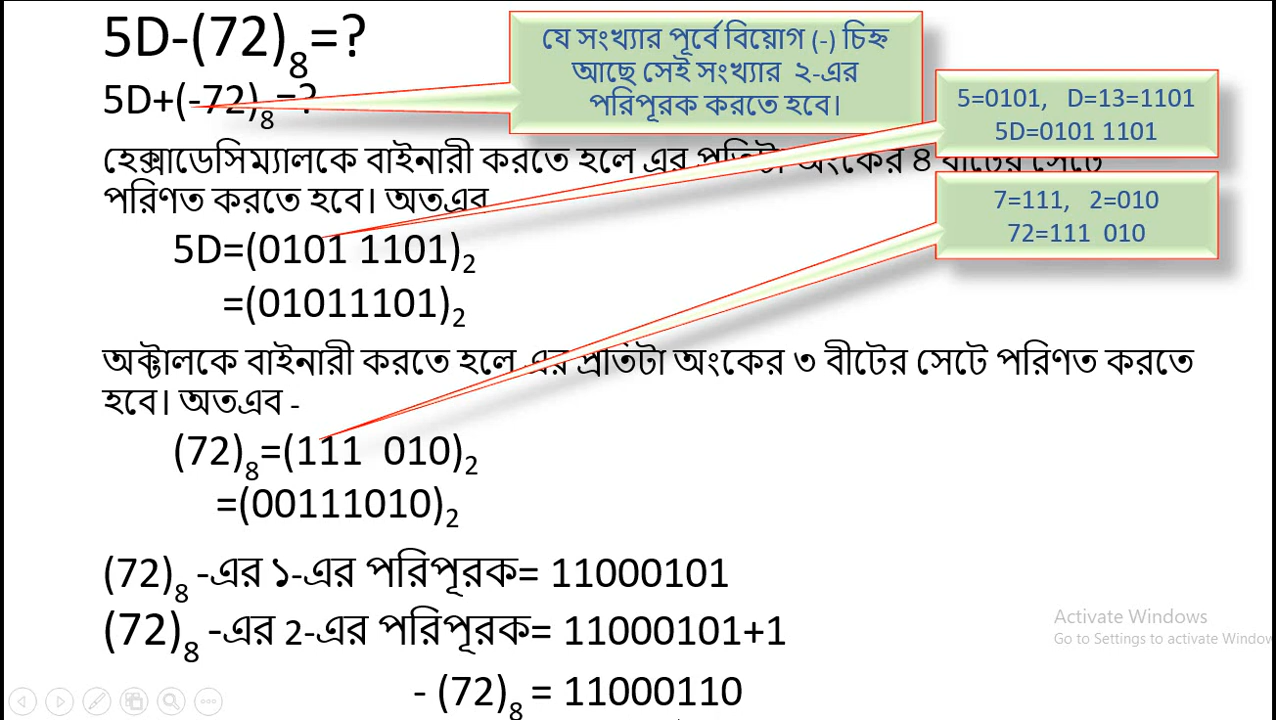 5D-(72)₈=?
5D+(-72)₈ =?
যে সংখ্যার পূর্বে বিয়োগ (-) চিহ্ন
আছে সেই সংখ্যার ২-এর
পরিপূরক করতে হবে।
5=0101, D=13=1101
5D=0101 1101
হেক্সাডেসিম্যালকে বাইনারী করতে হলে এর প্রতিটা অংকের 4 বীটের সেটে
পরিণত করতে হবে। অতএব
7=111, 2=010
72=111 010
5D=(0101 1101)₂
=(01011101)₂
অক্টালকে বাইনারী করতে হলে এর প্রতিটা অংকের ৩ বীটের সেটে পরিণত করতে
হবে। অতএব -
(72)₈=(111 010)₂
=(00111010)₂
(72)₈ -এর ১-এর পরিপূরক= 11000101
(72)₈ -এর 2-এর পরিপূরক= 11000101+1
- (72)₈ = 11000110
Activate Windows
Go to Settings to activate Window